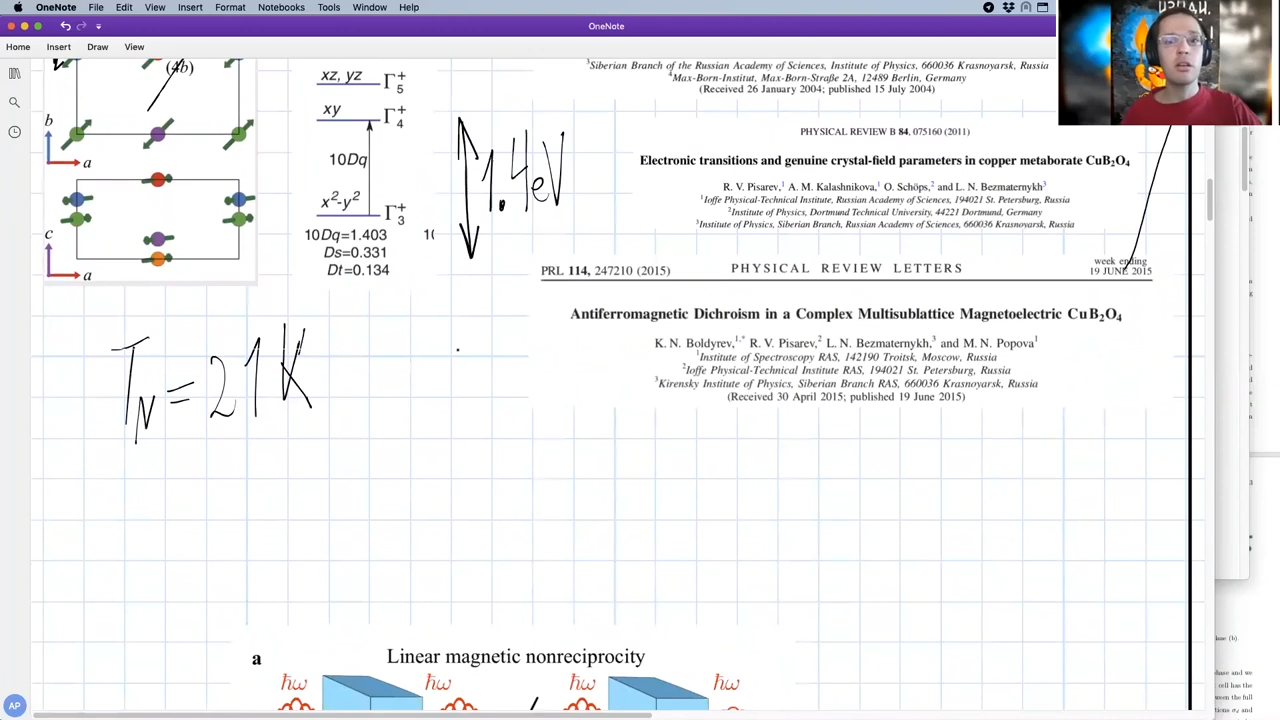 OneNote File Edit View Insert Format Notebooks Tools Window Help
OneNote
Home Insert Draw View
(4b)
b
a
c
a
xz, yz
Γ5+
xy
Γ4+
10Dq
x²-y²
Γ3+
10Dq=1.403
Ds=0.331
Dt=0.134
10
1.4eV
³Siberian Branch of the Russian Academy of Sciences, Institute of Physics, 660036 Krasnoyarsk, Russia
⁴Max-Born-Institut, Max-Born-Straße 2A, 12489 Berlin, Germany
(Received 26 January 2004; published 15 July 2004)
PHYSICAL REVIEW B 84, 075160 (2011)
Electronic transitions and genuine crystal-field parameters in copper metaborate CuB₂O₄
R. V. Pisarev,¹ A. M. Kalashnikova,¹ O. Schöps,² and L. N. Bezmaternykh³
¹Ioffe Physical-Technical Institute, Russian Academy of Sciences, 194021 St. Petersburg, Russia
²Institute of Physics, Dortmund Technical University, 44221 Dortmund, Germany
³Institute of Physics, Siberian Branch, Russian Academy of Sciences, 660036 Krasnoyarsk, Russia
PRL 114, 247210 (2015) PHYSICAL REVIEW LETTERS week ending
19 JUNE 2015
Antiferromagnetic Dichroism in a Complex Multisublattice Magnetoelectric CuB₂O₄
K. N. Boldyrev,¹,* R. V. Pisarev,² L. N. Bezmaternykh,³ and M. N. Popova¹
¹Institute of Spectroscopy RAS, 142190 Troitsk, Moscow, Russia
²Ioffe Physical-Technical Institute RAS, 194021 St. Petersburg, Russia
³Kirensky Institute of Physics, Siberian Branch RAS, 660036 Krasnoyarsk, Russia
(Received 30 April 2015; published 19 June 2015)
T_N = 21 K
a Linear magnetic nonreciprocity
ħω ħω ħω ħω
AP